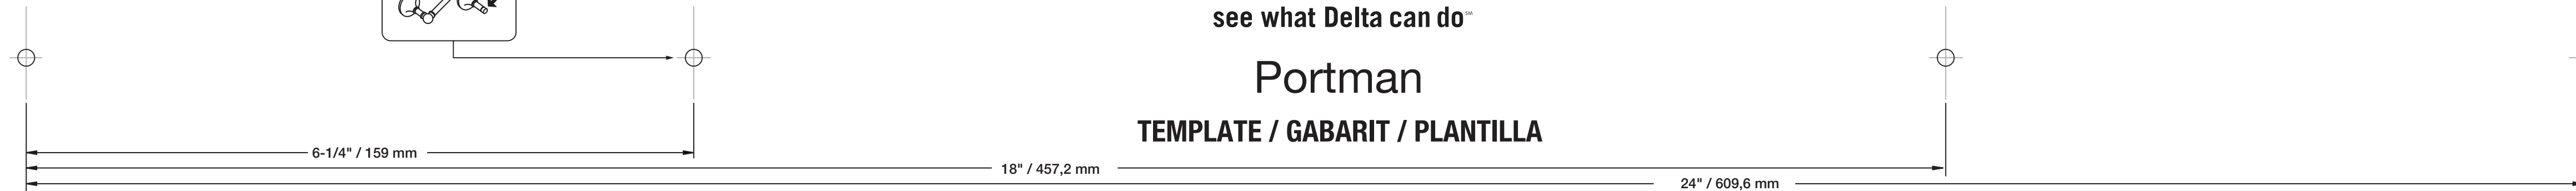 see what Delta can do℠
Portman
TEMPLATE / GABARIT / PLANTILLA
6-1/4" / 159 mm
18" / 457,2 mm
24" / 609,6 mm